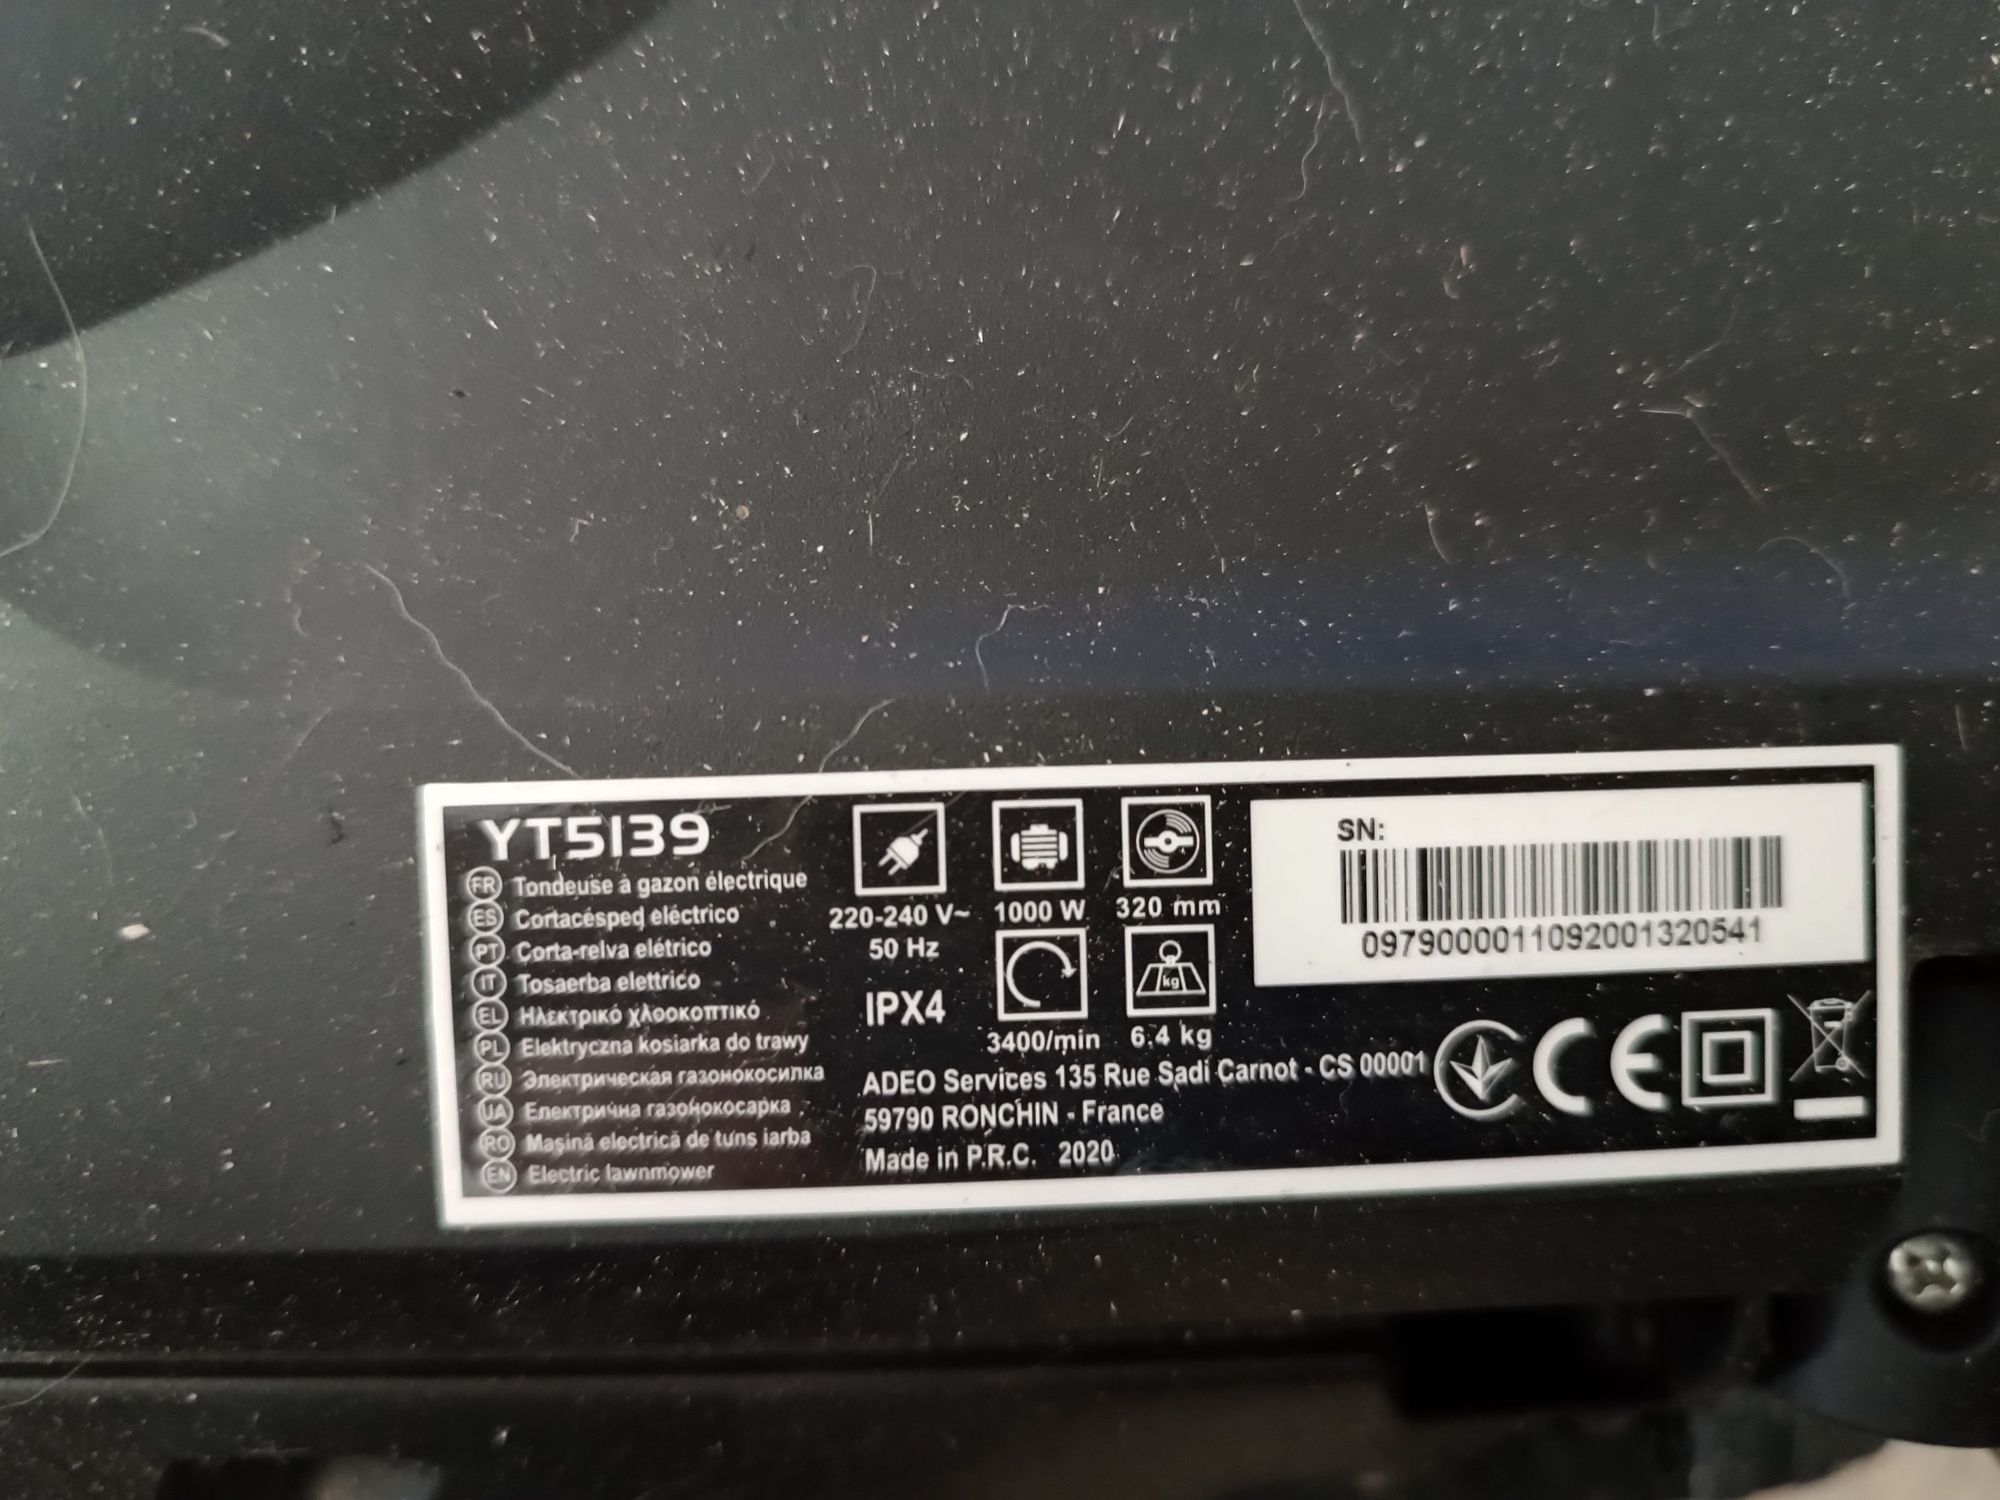 YT5139
FR Tondeuse à gazon électrique
ES Cortacésped eléctrico
PT Corta-relva elétrico
IT Tosaerba elettrico
EL Ηλεκτρικό χλοοκοπτικό
PL Elektryczna kosiarka do trawy
RU Электрическая газонокосилка
UA Електрична газонокосарка
RO Maşină electrică de tuns iarba
EN Electric lawnmower
220-240 V~
50 Hz
IPX4
1000 W
320 mm
3400/min
kg
6.4 kg
ADEO Services 135 Rue Sadi Carnot - CS 00001
59790 RONCHIN - France
Made in P.R.C. 2020
SN:
0979000011092001320541
CE